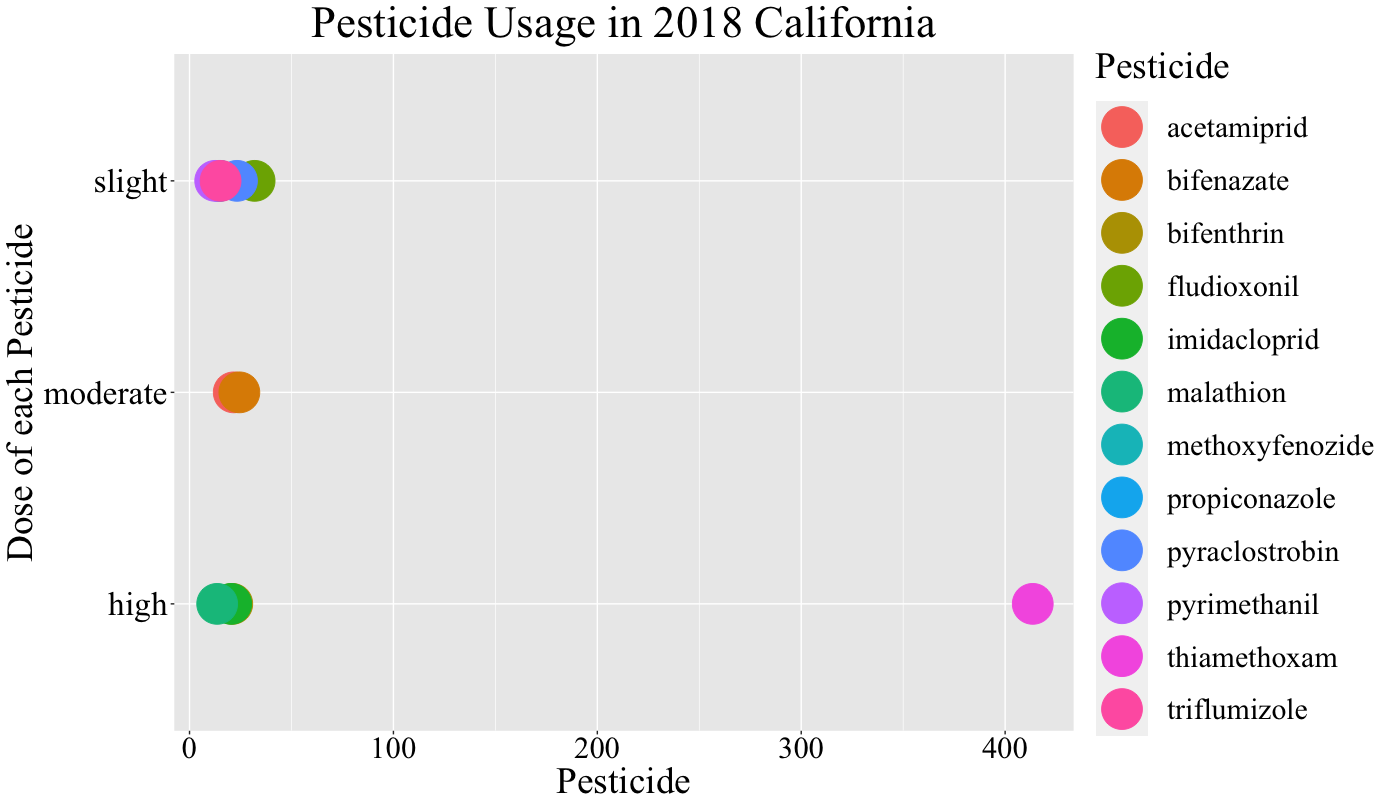 Pesticide Usage in 2018 California
Dose of each Pesticide
slight
moderate
high
0 100 200 300 400
Pesticide
Pesticide
acetamiprid
bifenazate
bifenthrin
fludioxonil
imidacloprid
malathion
methoxyfenozide
propiconazole
pyraclostrobin
pyrimethanil
thiamethoxam
triflumizole